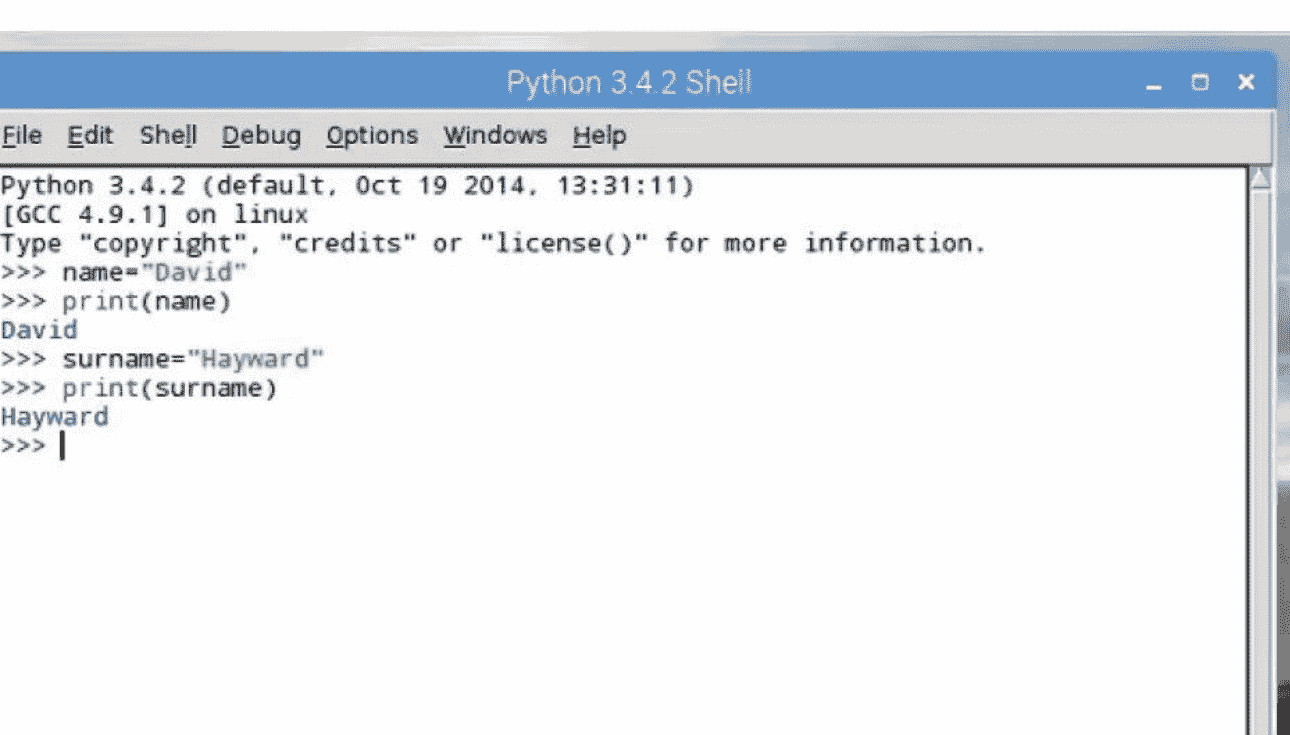 Python 3.4.2 Shell
File Edit Shell Debug Options Windows Help
Python 3.4.2 (default, Oct 19 2014, 13:31:11)
[GCC 4.9.1] on linux
Type "copyright", "credits" or "license()" for more information.
>>> name="David"
>>> print(name)
David
>>> surname="Hayward"
>>> print(surname)
Hayward
>>>